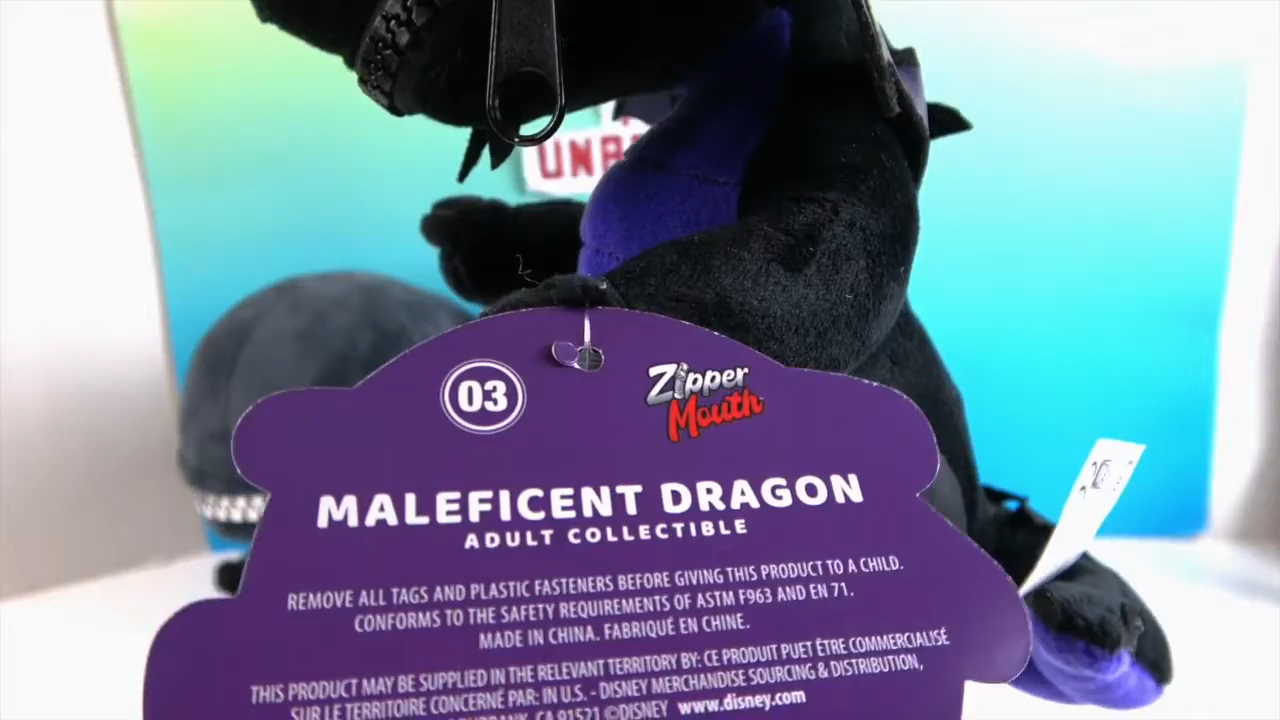 03
Zipper
Mouth
MALEFICENT DRAGON
ADULT COLLECTIBLE
REMOVE ALL TAGS AND PLASTIC FASTENERS BEFORE GIVING THIS PRODUCT TO A CHILD.
CONFORMS TO THE SAFETY REQUIREMENTS OF ASTM F963 AND EN 71.
MADE IN CHINA. FABRIQUÉ EN CHINE.
THIS PRODUCT MAY BE SUPPLIED IN THE RELEVANT TERRITORY BY: CE PRODUIT PUET ÊTRE COMMERCIALISÉ
SUR LE TERRITOIRE CONCERNÉ PAR: IN U.S. - DISNEY MERCHANDISE SOURCING & DISTRIBUTION,
CA 91521 ©DISNEY www.disney.com